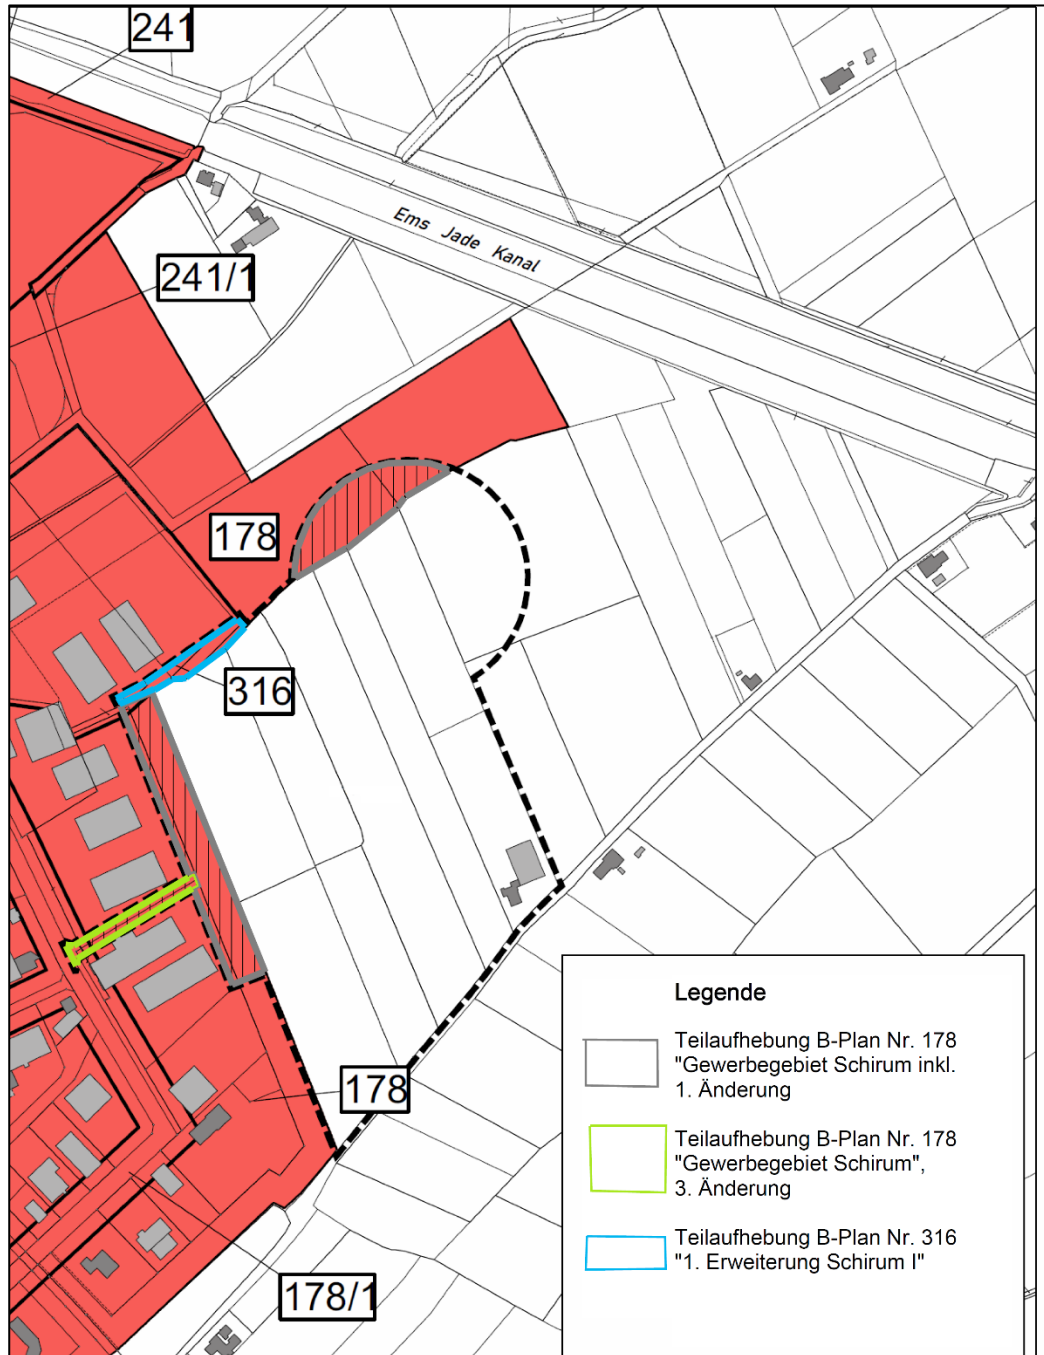 241
Ems Jade Kanal
241/1
178
316
178
178/1
Legende
Teilaufhebung B-Plan Nr. 178
"Gewerbegebiet Schirum inkl.
1. Änderung
Teilaufhebung B-Plan Nr. 178
"Gewerbegebiet Schirum",
3. Änderung
Teilaufhebung B-Plan Nr. 316
"1. Erweiterung Schirum I"